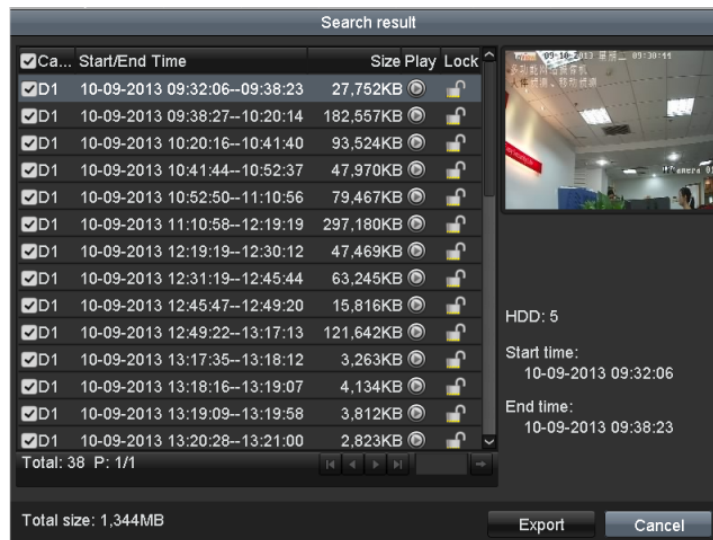 Search result
Ca... Start/End Time Size Play Lock
D1 10-09-2013 09:32:06--09:38:23 27,752KB
D1 10-09-2013 09:38:27--10:20:14 182,557KB
D1 10-09-2013 10:20:16--10:41:40 93,524KB
D1 10-09-2013 10:41:44--10:52:37 47,970KB
D1 10-09-2013 10:52:50--11:10:56 79,467KB
D1 10-09-2013 11:10:58--12:19:19 297,180KB
D1 10-09-2013 12:19:19--12:30:12 47,469KB
D1 10-09-2013 12:31:19--12:45:44 63,245KB
D1 10-09-2013 12:45:47--12:49:20 15,816KB
D1 10-09-2013 12:49:22--13:17:13 121,642KB
D1 10-09-2013 13:17:35--13:18:12 3,263KB
D1 10-09-2013 13:18:16--13:19:07 4,134KB
D1 10-09-2013 13:19:09--13:19:58 3,812KB
D1 10-09-2013 13:20:28--13:21:00 2,823KB
Total: 38 P: 1/1
星期二 09:30:44
Camera 01
HDD: 5
Start time:
10-09-2013 09:32:06
End time:
10-09-2013 09:38:23
Total size: 1,344MB
Export
Cancel